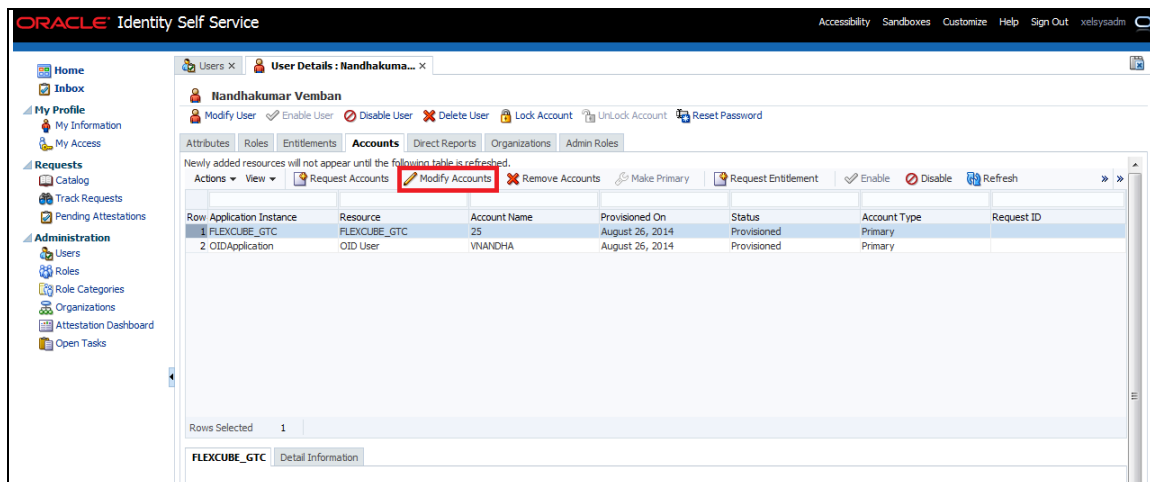 ORACLE Identity Self Service
Accessibility Sandboxes Customize Help Sign Out xelsysadm
Home
Inbox
My Profile
My Information
My Access
Requests
Catalog
Track Requests
Pending Attestations
Administration
Users
Roles
Role Categories
Organizations
Attestation Dashboard
Open Tasks
Users User Details : Nandhakuma...
Nandhakumar Vemban
Modify User Enable User Disable User Delete User Lock Account UnLock Account Reset Password
Attributes Roles Entitlements Accounts Direct Reports Organizations Admin Roles
Newly added resources will not appear until the following table is refreshed.
Actions View Request Accounts Modify Accounts Remove Accounts Make Primary Request Entitlement Enable Disable Refresh » »
Row Application Instance Resource Account Name Provisioned On Status Account Type Request ID
1 FLEXCUBE_GTC FLEXCUBE_GTC 25 August 26, 2014 Provisioned Primary
2 OIDApplication OID User VNANDHA August 26, 2014 Provisioned Primary
Rows Selected 1
FLEXCUBE_GTC Detail Information